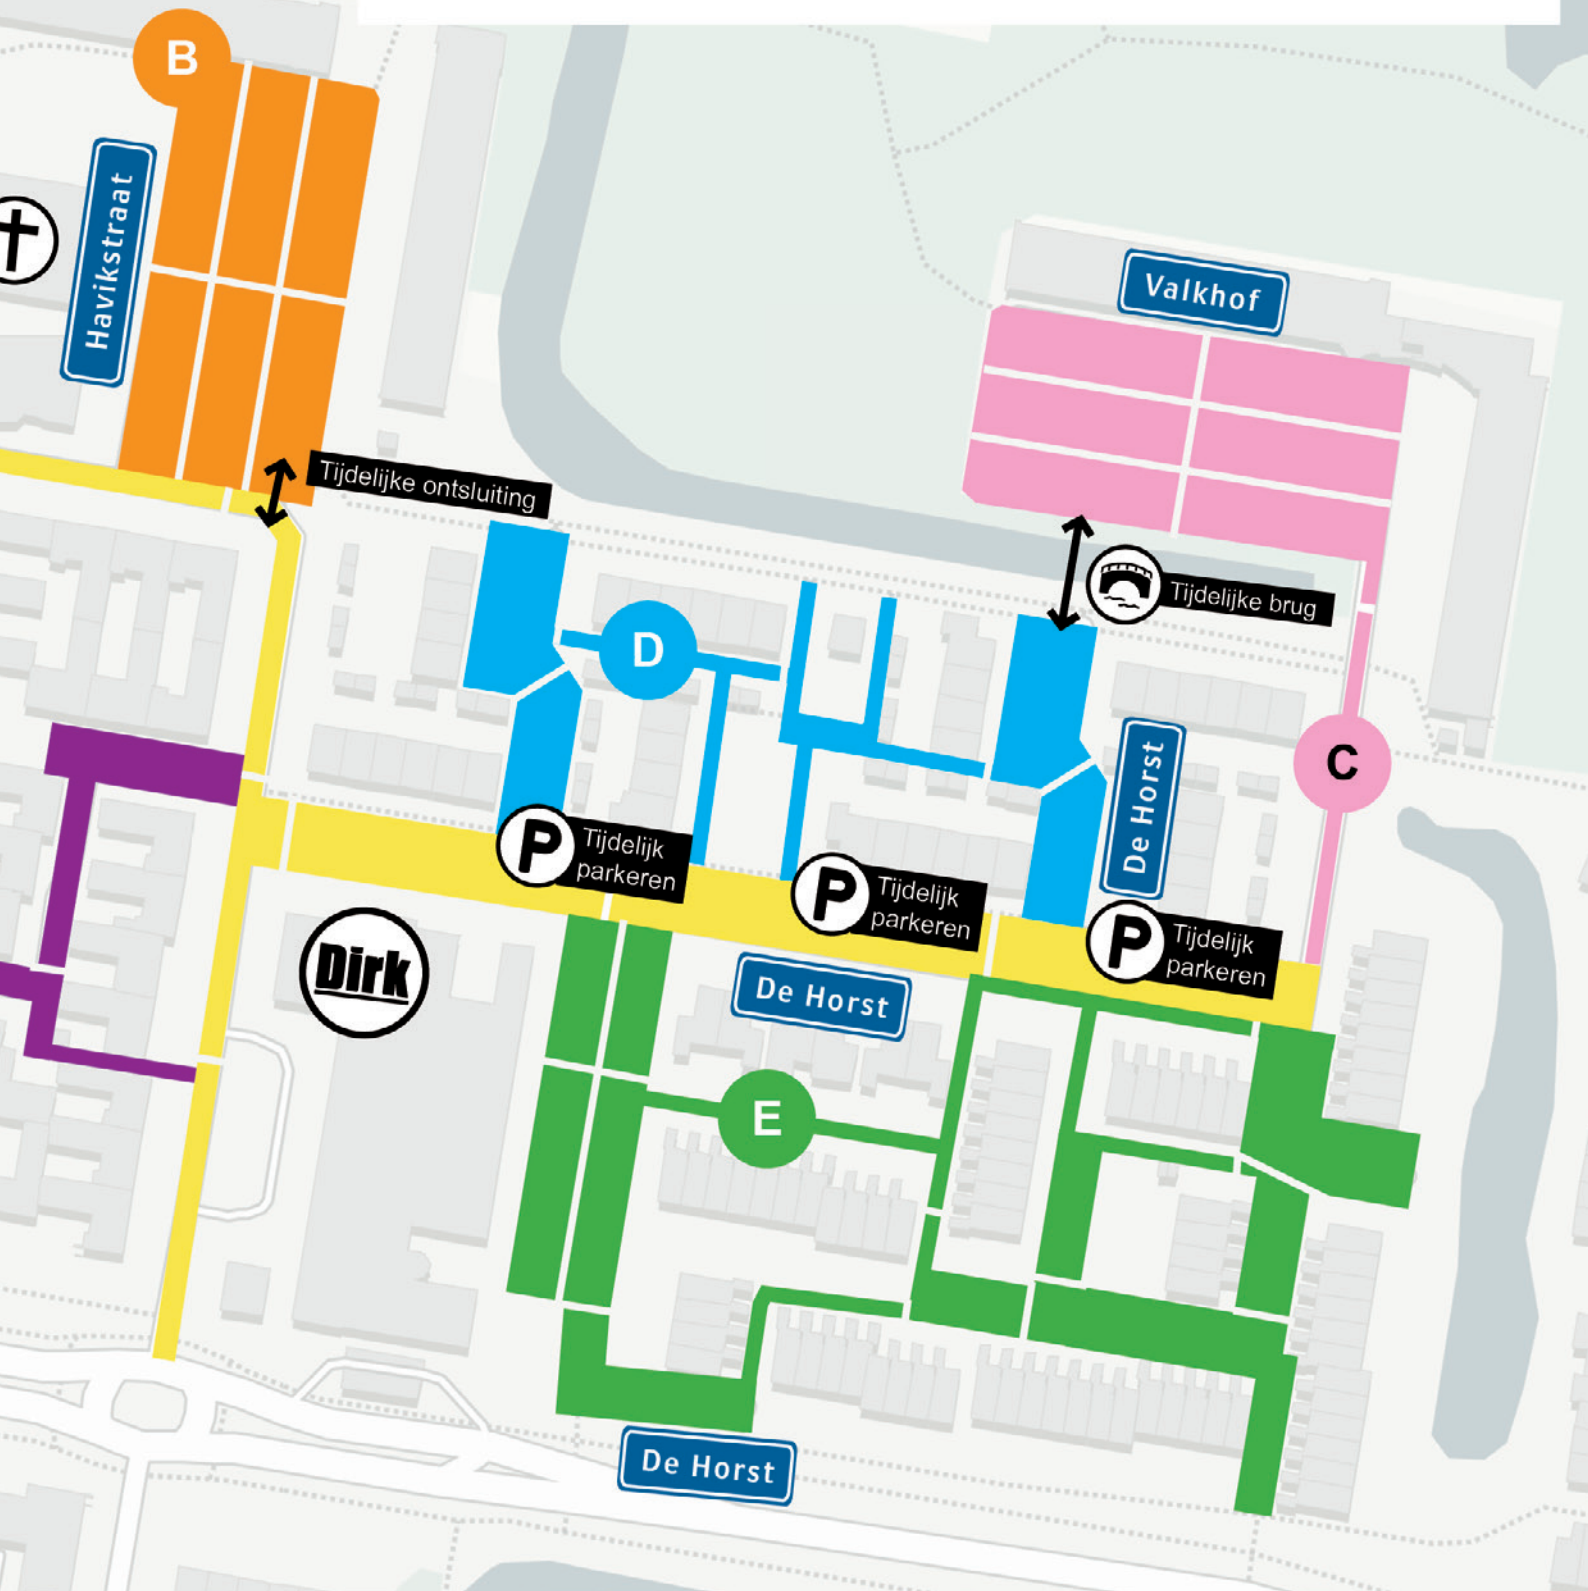 B
Havikstraat
Valkhof
Tijdelijke ontsluiting
Tijdelijke brug
D
C
De Horst
P
Tijdelijk
parkeren
P
Tijdelijk
parkeren
P
Tijdelijk
parkeren
Dirk
De Horst
E
De Horst